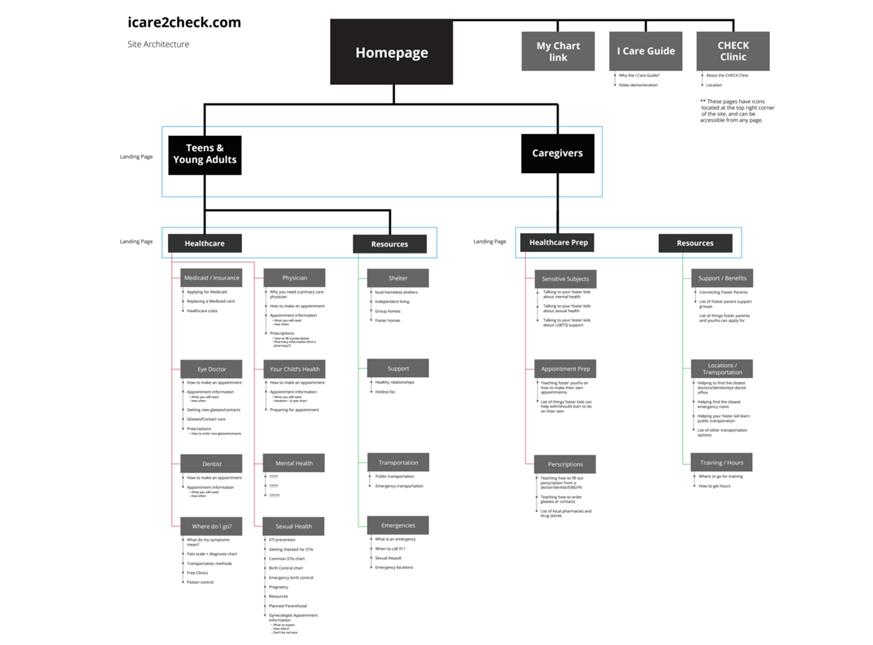 icare2check.com
Site Architecture
Homepage
My Chart
link
I Care Guide
Why the I Care Guide?
Video demonstration
CHECK
Clinic
About the CHECK Clinic
Location
** These pages have icons
located at the top right corner
of the site, and can be
accessible from any page.
Landing Page
Teens &
Young Adults
Caregivers
Landing Page
Healthcare
Resources
Landing Page
Healthcare Prep
Resources
Medicaid / Insurance
Applying for Medicaid
Replacing a Medicaid card
Healthcare costs
Physician
Why you need a primary care
physician
How to make an appointment
Appointment information
- What you will need
- How often
Prescriptions
- How to fill a prescription
- Pharmacy information (find a
pharmacy?)
Shelter
local homeless shelters
Independent living
Group homes
Foster homes
Sensitive Subjects
Talking to your foster kids
about mental health
Talking to your foster kids
about sexual health
Talking to your foster kids
about LGBTQ support
Support / Benefits
Connecting Foster Parents
List of foster parent support
groups
List of things foster parents
and youths can apply for
Eye Doctor
How to make an appointment
Appointment information
- What you will need
- How often
Getting new glasses/contacts
Glasses/Contact care
Prescriptions
- How to order new glasses/contacts
Your Child's Health
How to make an appointment
Appointment information
- What you will need
- Newborn - 6 year chart
Preparing for appointment
Support
Healthy relationships
Hotline list
Appointment Prep
Teaching foster youths on
how to make their own
appointments.
List of things foster kids can
help with/should start to do
on their own
Locations /
Transportation
Helping to find the closest
doctors/dentist/eye doctor
office
Helping find the closest
emergency room
Helping your foster kid learn
public transporation
List of other transportation
options
Dentist
How to make an appointment
Appointment information
- What you will need
- How often
Mental Health
Transportation
Public transportation
Emergency transportation
Perscriptions
Teaching how to fill out
perscription from a
doctor/dentist/OBGYN
Teaching how to order
glasses or contacts
List of local pharmacies and
drug stores
Training / Hours
Where to go for training
How to get hours
Where do I go?
What do my symptoms
mean?
Pain scale + diagnosis chart
Transportation methods
Free Clinics
Poison control
Sexual Health
STI prevention
Getting checked for STIs
Common STIs chart
Birth Control chart
Emergency birth control
Pregnancy
Resources
Planned Parenthood
Gynecologist Appointment
information
- What to expect
- How often?
- Don't be nervous
Emergencies
What is an emergency
When to call 911
Sexual Assault
Emergency locations